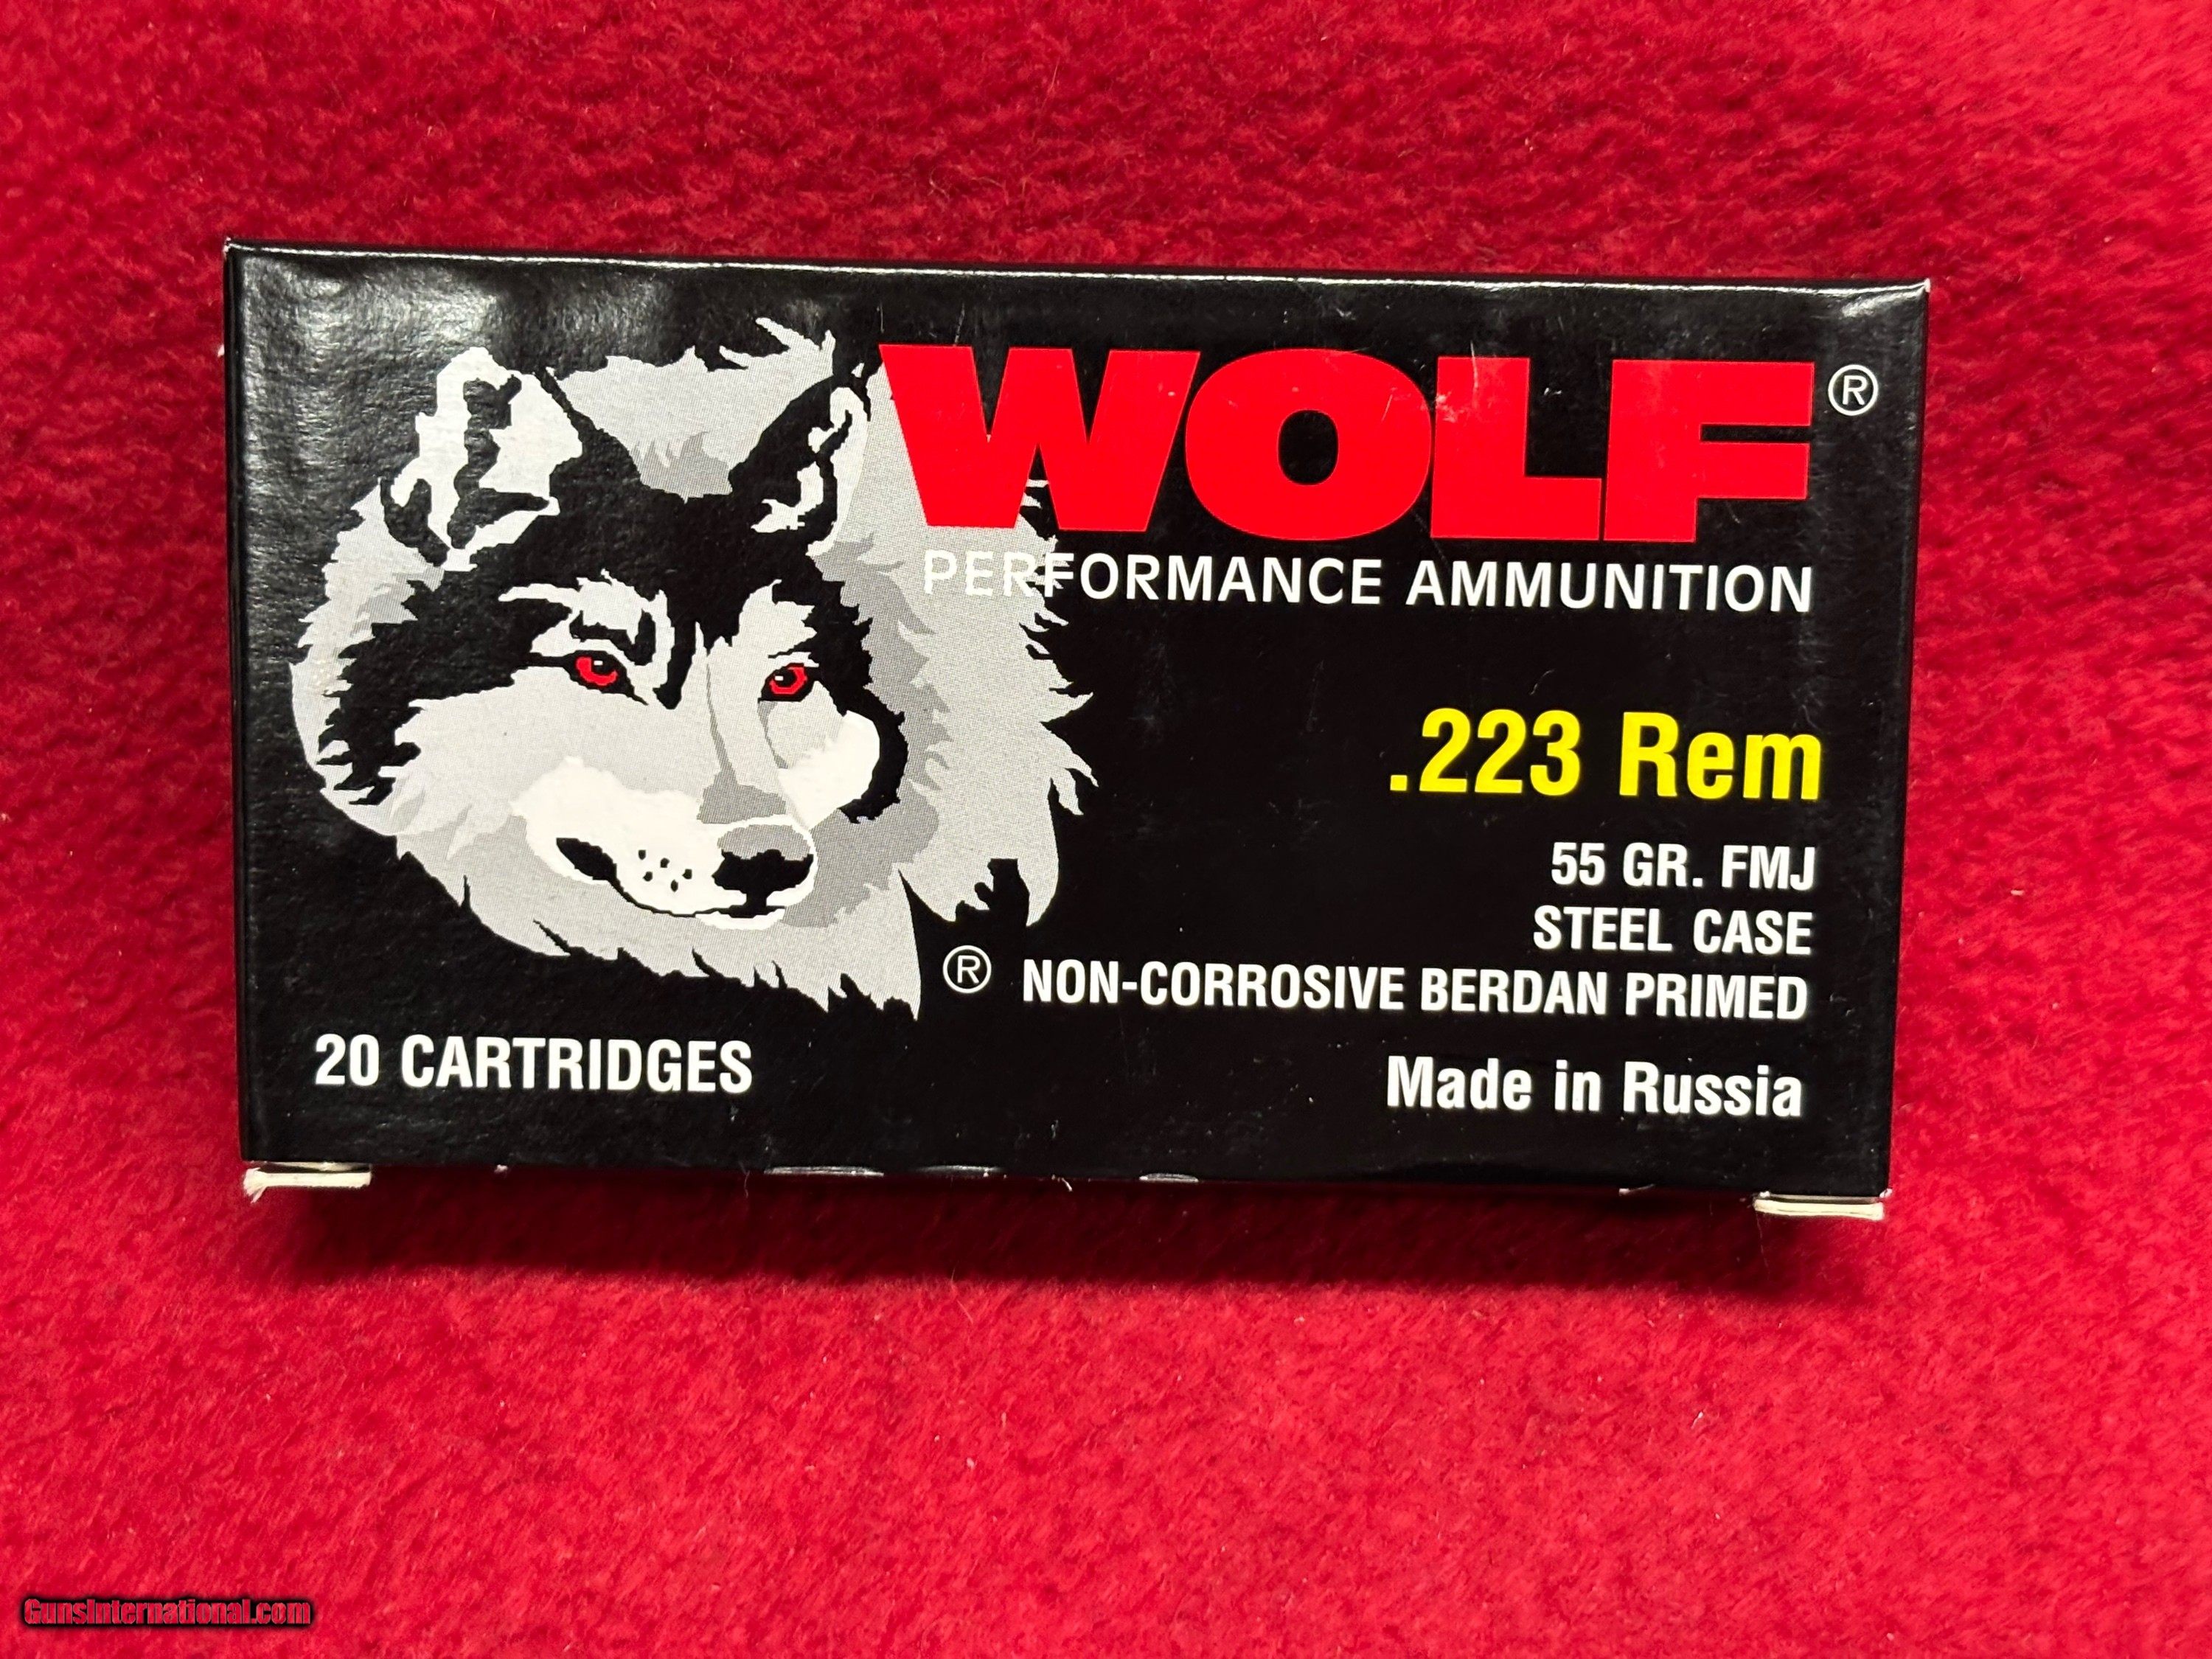 WOLF®
PERFORMANCE AMMUNITION
.223 Rem
55 GR. FMJ
STEEL CASE
® NON-CORROSIVE BERDAN PRIMED
20 CARTRIDGES
Made in Russia
GunsInternational.com